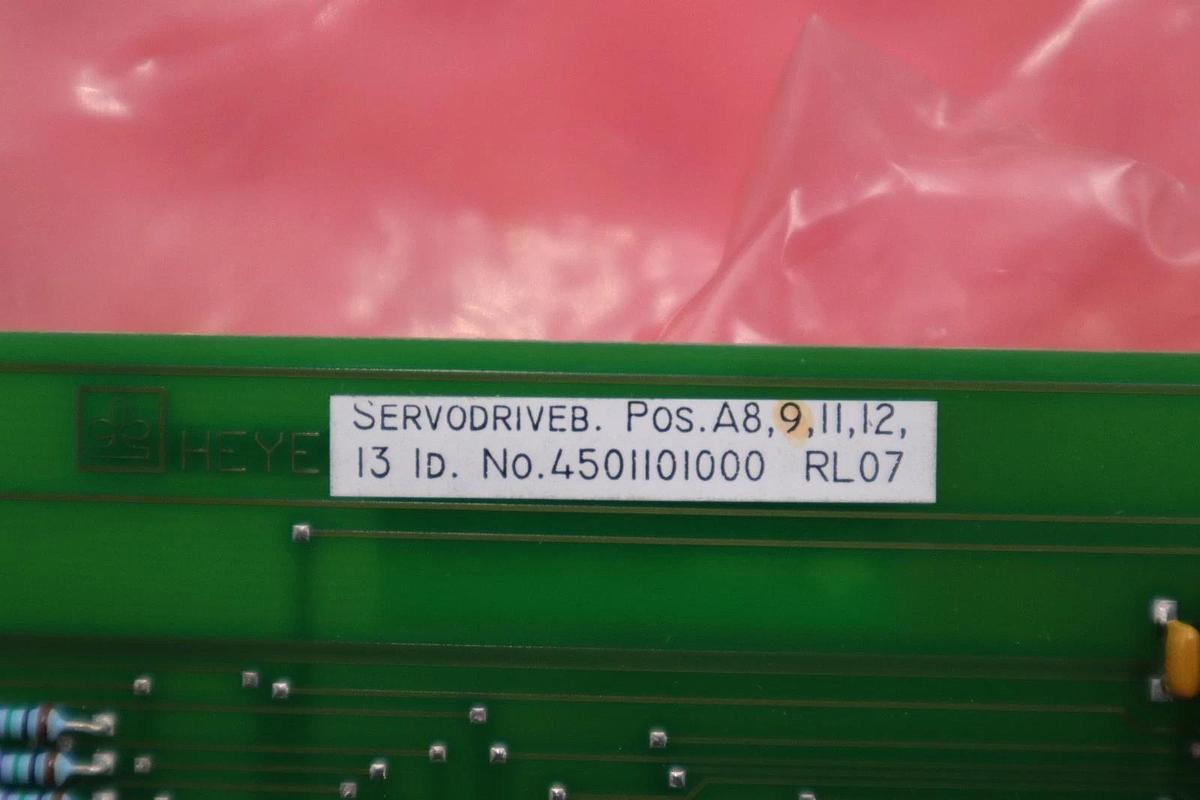 HEYE
SERVODRIVEB. POS.A8,9,11,12,
13 ID. NO.4501101000 RL07